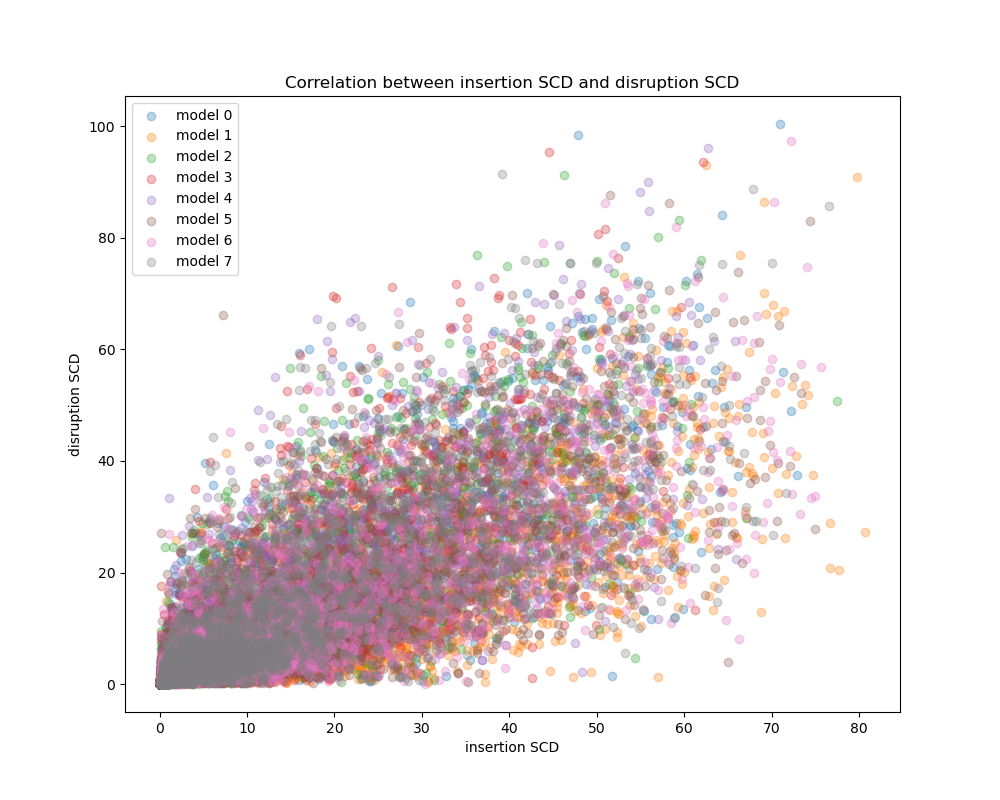 Correlation between insertion SCD and disruption SCD
model 0
model 1
model 2
model 3
model 4
model 5
model 6
model 7
disruption SCD
100
80
60
40
20
0
0 10 20 30 40 50 60 70 80
insertion SCD